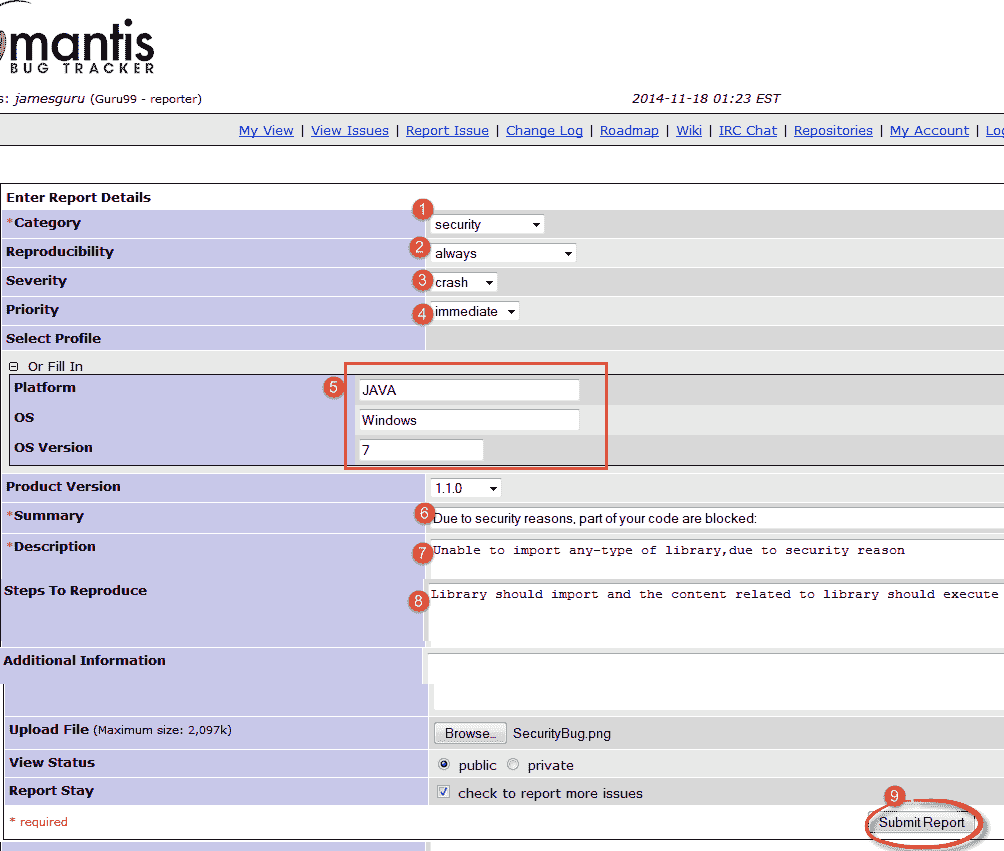 mantis
BUG TRACKER
s: jamesguru (Guru99 - reporter)
2014-11-18 01:23 EST
My View | View Issues | Report Issue | Change Log | Roadmap | Wiki | IRC Chat | Repositories | My Account | Lo
Enter Report Details
*Category 1 security
Reproducibility 2 always
Severity 3 crash
Priority 4 immediate
Select Profile
Or Fill In
Platform 5 JAVA
OS Windows
OS Version 7
Product Version 1.1.0
*Summary 6 Due to security reasons, part of your code are blocked:
*Description 7 Unable to import any-type of library,due to security reason
Steps To Reproduce 8 Library should import and the content related to library should execute
Additional Information
Upload File (Maximum size: 2,097k) Browse... SecurityBug.png
View Status public private
Report Stay check to report more issues
9
* required Submit Report